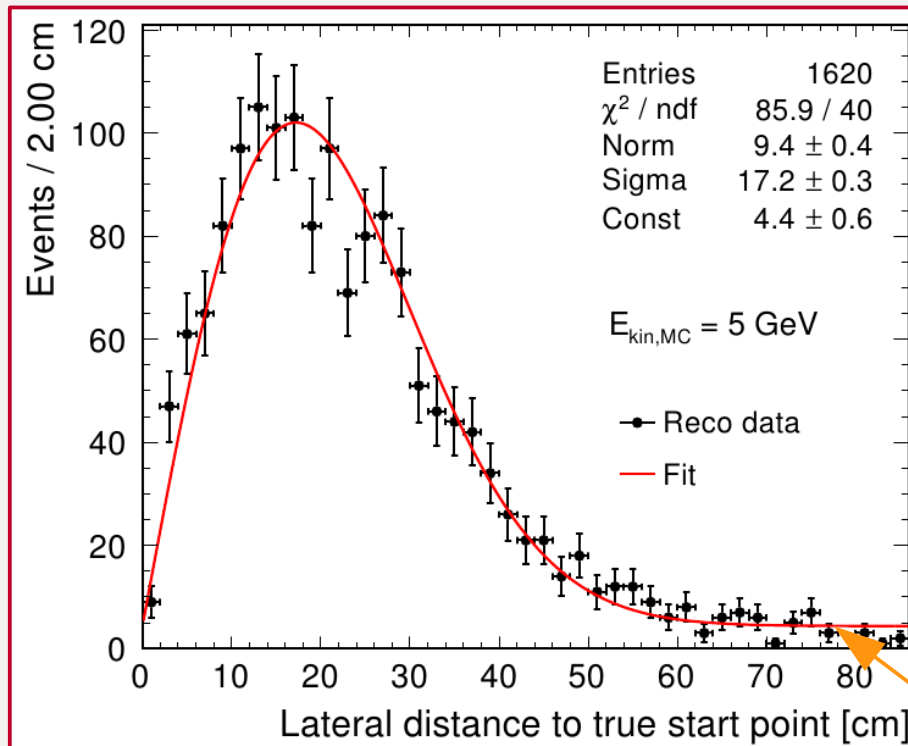 120
100
80
60
40
20
0
Events / 2.00 cm
Entries 1620
χ² / ndf 85.9 / 40
Norm 9.4 ± 0.4
Sigma 17.2 ± 0.3
Const 4.4 ± 0.6
E_kin,MC = 5 GeV
Reco data
Fit
0 10 20 30 40 50 60 70 80
Lateral distance to true start point [cm]